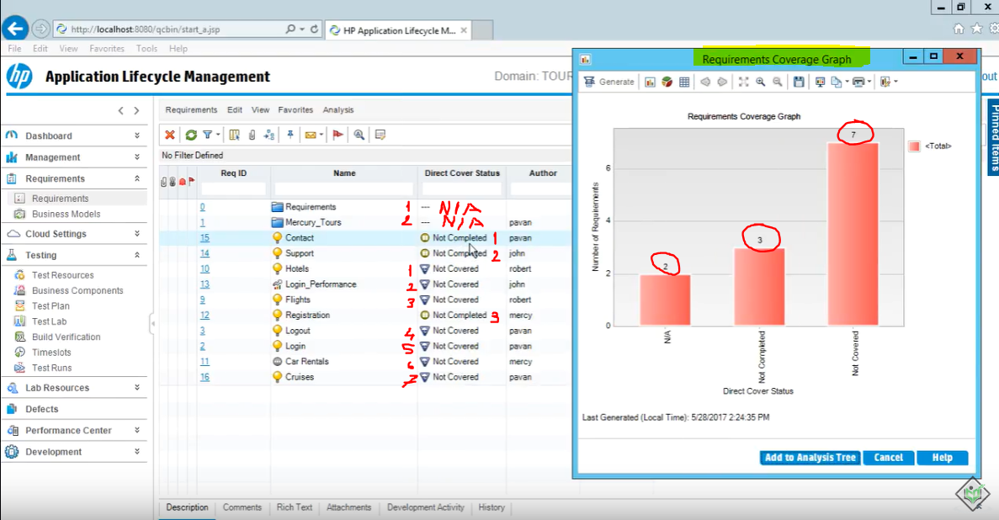 http://localhost:8080/qcbin/start_a.jsp
HP Application Lifecycle M...
File Edit View Favorites Tools Help
hp Application Lifecycle Management
Domain: TOUR
out
Dashboard
Management
Requirements
Requirements
Business Models
Cloud Settings
Testing
Test Resources
Business Components
Test Plan
Test Lab
Build Verification
Timeslots
Test Runs
Lab Resources
Defects
Performance Center
Development
Requirements Edit View Favorites Analysis
No Filter Defined
Req ID Name Direct Cover Status Author
0 Requirements 1 --- N/A
1 Mercury_Tours 2 --- N/A pavan
15 Contact Not Completed 1 pavan
14 Support Not Completed 2 john
10 Hotels 1 Not Covered robert
13 Login_Performance 2 Not Covered john
9 Flights 3 Not Covered robert
12 Registration Not Completed 3 mercy
3 Logout 4 Not Covered pavan
2 Login 5 Not Covered pavan
11 Car Rentals 6 Not Covered mercy
16 Cruises 7 Not Covered pavan
Description Comments Rich Text Attachments Development Activity History
Requirements Coverage Graph
Generate
Requirements Coverage Graph
7
<Total>
6
4
3
2
2
0
Number of Requirements
N/A
Not Completed
Not Covered
Direct Cover Status
Last Generated (Local Time): 5/28/2017 2:24:35 PM
Add to Analysis Tree Cancel Help
Pinned Items